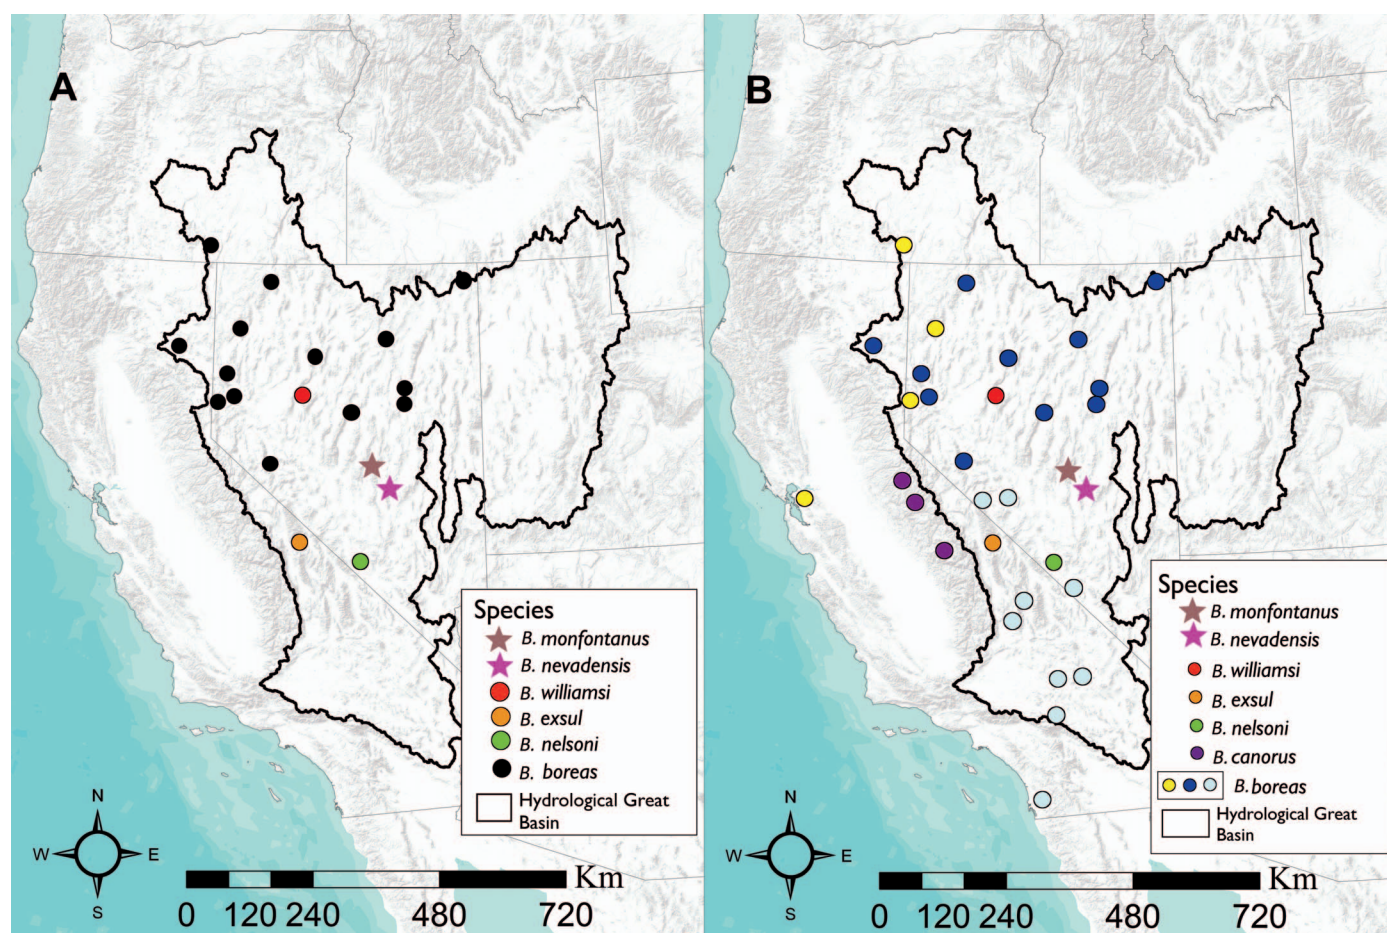 A
Species
B. monfontanus
B. nevadensis
B. williamsi
B. exsul
B. nelsoni
B. boreas
Hydrological Great
Basin
N
W E
S
Km
0 120 240 480 720
B
Species
B. monfontanus
B. nevadensis
B. williamsi
B. exsul
B. nelsoni
B. canorus
B. boreas
Hydrological Great
Basin
N
W E
S
Km
0 120 240 480 720